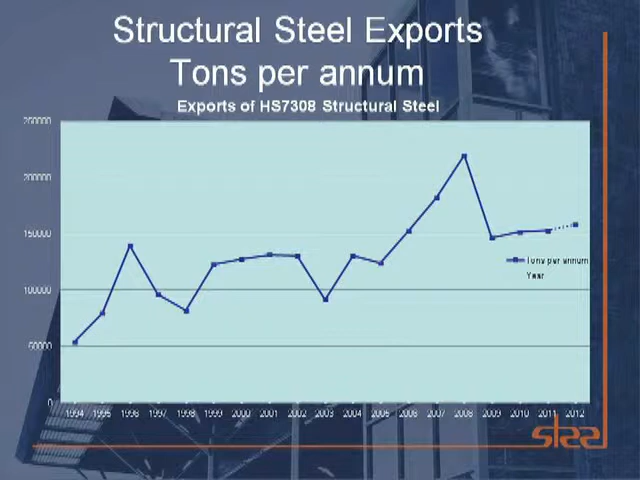 Structural Steel Exports
Tons per annum
Exports of HS7308 Structural Steel
250000
200000
150000
100000
50000
0
Tons per annum
Year
1994 1995 1996 1997 1998 1999 2000 2001 2002 2003 2004 2005 2006 2007 2008 2009 2010 2011 2012